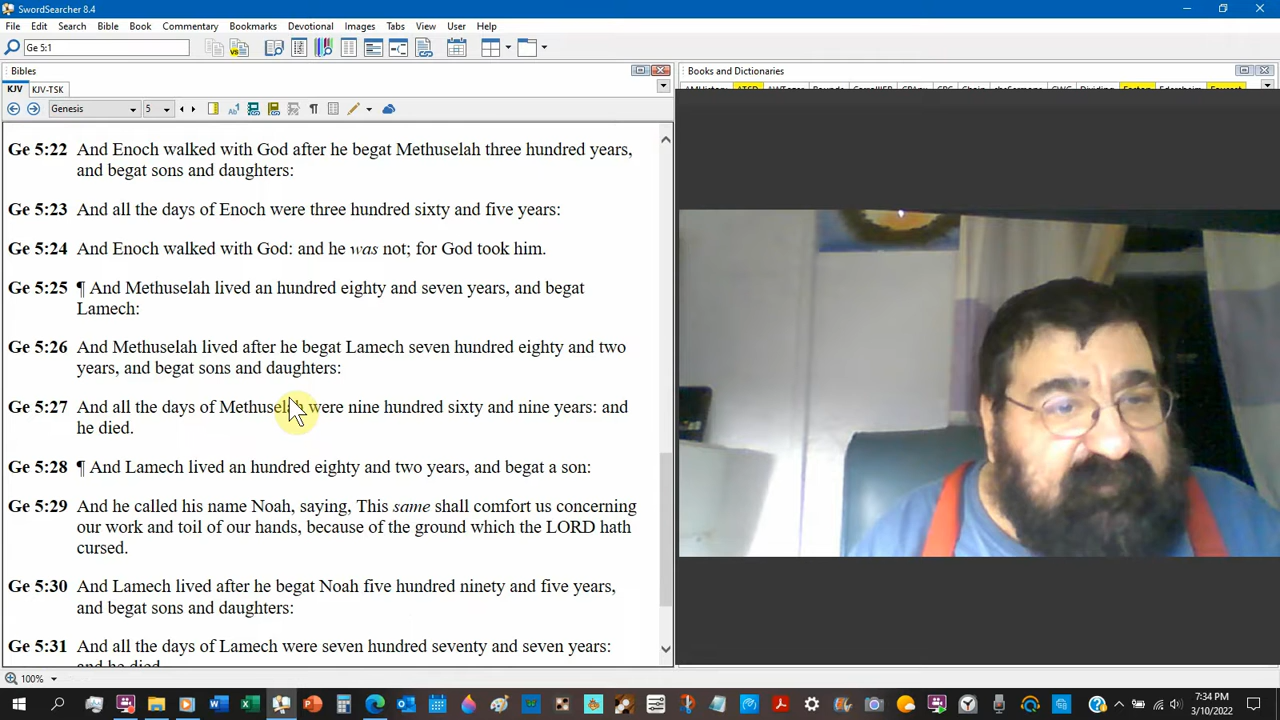 SwordSearcher 8.4
File Edit Search Bible Book Commentary Bookmarks Devotional Images Tabs View User Help
Ge 5:1
Bibles
KJV KJV-TSK
Genesis 5
Ge 5:22 And Enoch walked with God after he begat Methuselah three hundred years,
and begat sons and daughters:
Ge 5:23 And all the days of Enoch were three hundred sixty and five years:
Ge 5:24 And Enoch walked with God: and he was not; for God took him.
Ge 5:25 ¶ And Methuselah lived an hundred eighty and seven years, and begat
Lamech:
Ge 5:26 And Methuselah lived after he begat Lamech seven hundred eighty and two
years, and begat sons and daughters:
Ge 5:27 And all the days of Methuselah were nine hundred sixty and nine years: and
he died.
Ge 5:28 ¶ And Lamech lived an hundred eighty and two years, and begat a son:
Ge 5:29 And he called his name Noah, saying, This same shall comfort us concerning
our work and toil of our hands, because of the ground which the LORD hath
cursed.
Ge 5:30 And Lamech lived after he begat Noah five hundred ninety and five years,
and begat sons and daughters:
Ge 5:31 And all the days of Lamech were seven hundred seventy and seven years:
and he died.
100%
Books and Dictionaries
7:34 PM
3/10/2022